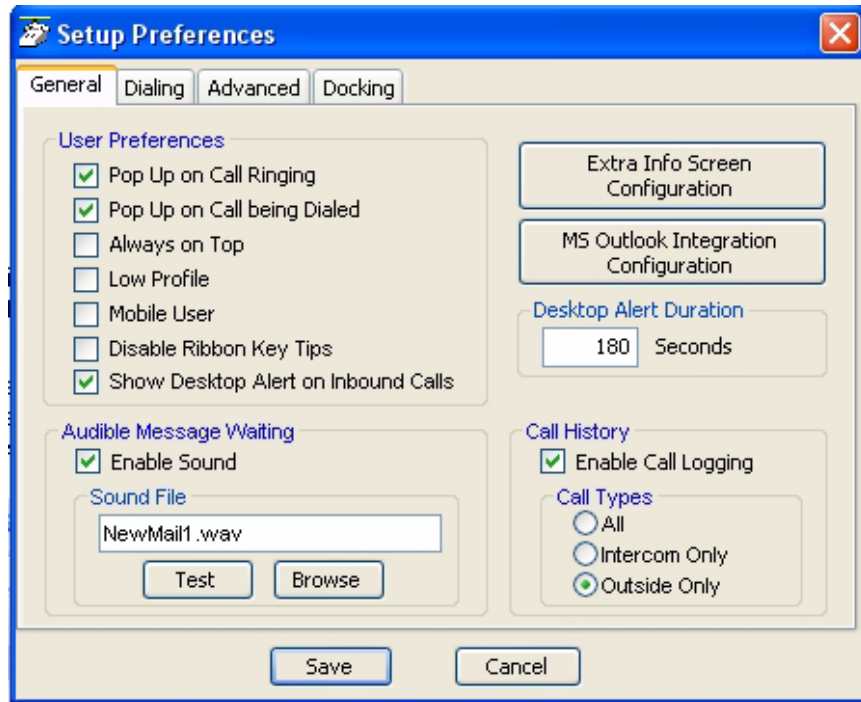 Setup Preferences
General Dialing Advanced Docking
User Preferences
Pop Up on Call Ringing
Pop Up on Call being Dialed
Always on Top
Low Profile
Mobile User
Disable Ribbon Key Tips
Show Desktop Alert on Inbound Calls
Extra Info Screen
Configuration
MS Outlook Integration
Configuration
Desktop Alert Duration
180 Seconds
Audible Message Waiting
Enable Sound
Sound File
NewMail1.wav
Test Browse
Call History
Enable Call Logging
Call Types
All
Intercom Only
Outside Only
Save Cancel